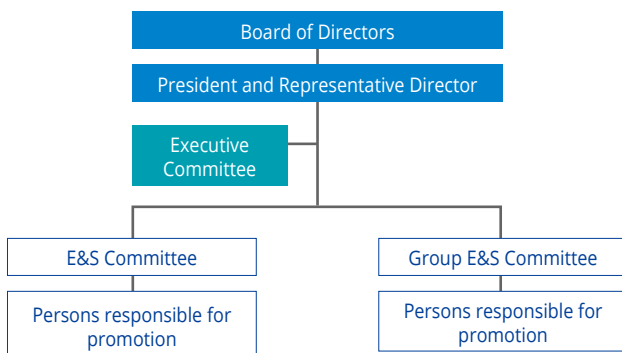 Board of Directors
President and Representative Director
Executive
Committee
E&S Committee
Group E&S Committee
Persons responsible for
promotion
Persons responsible for
promotion